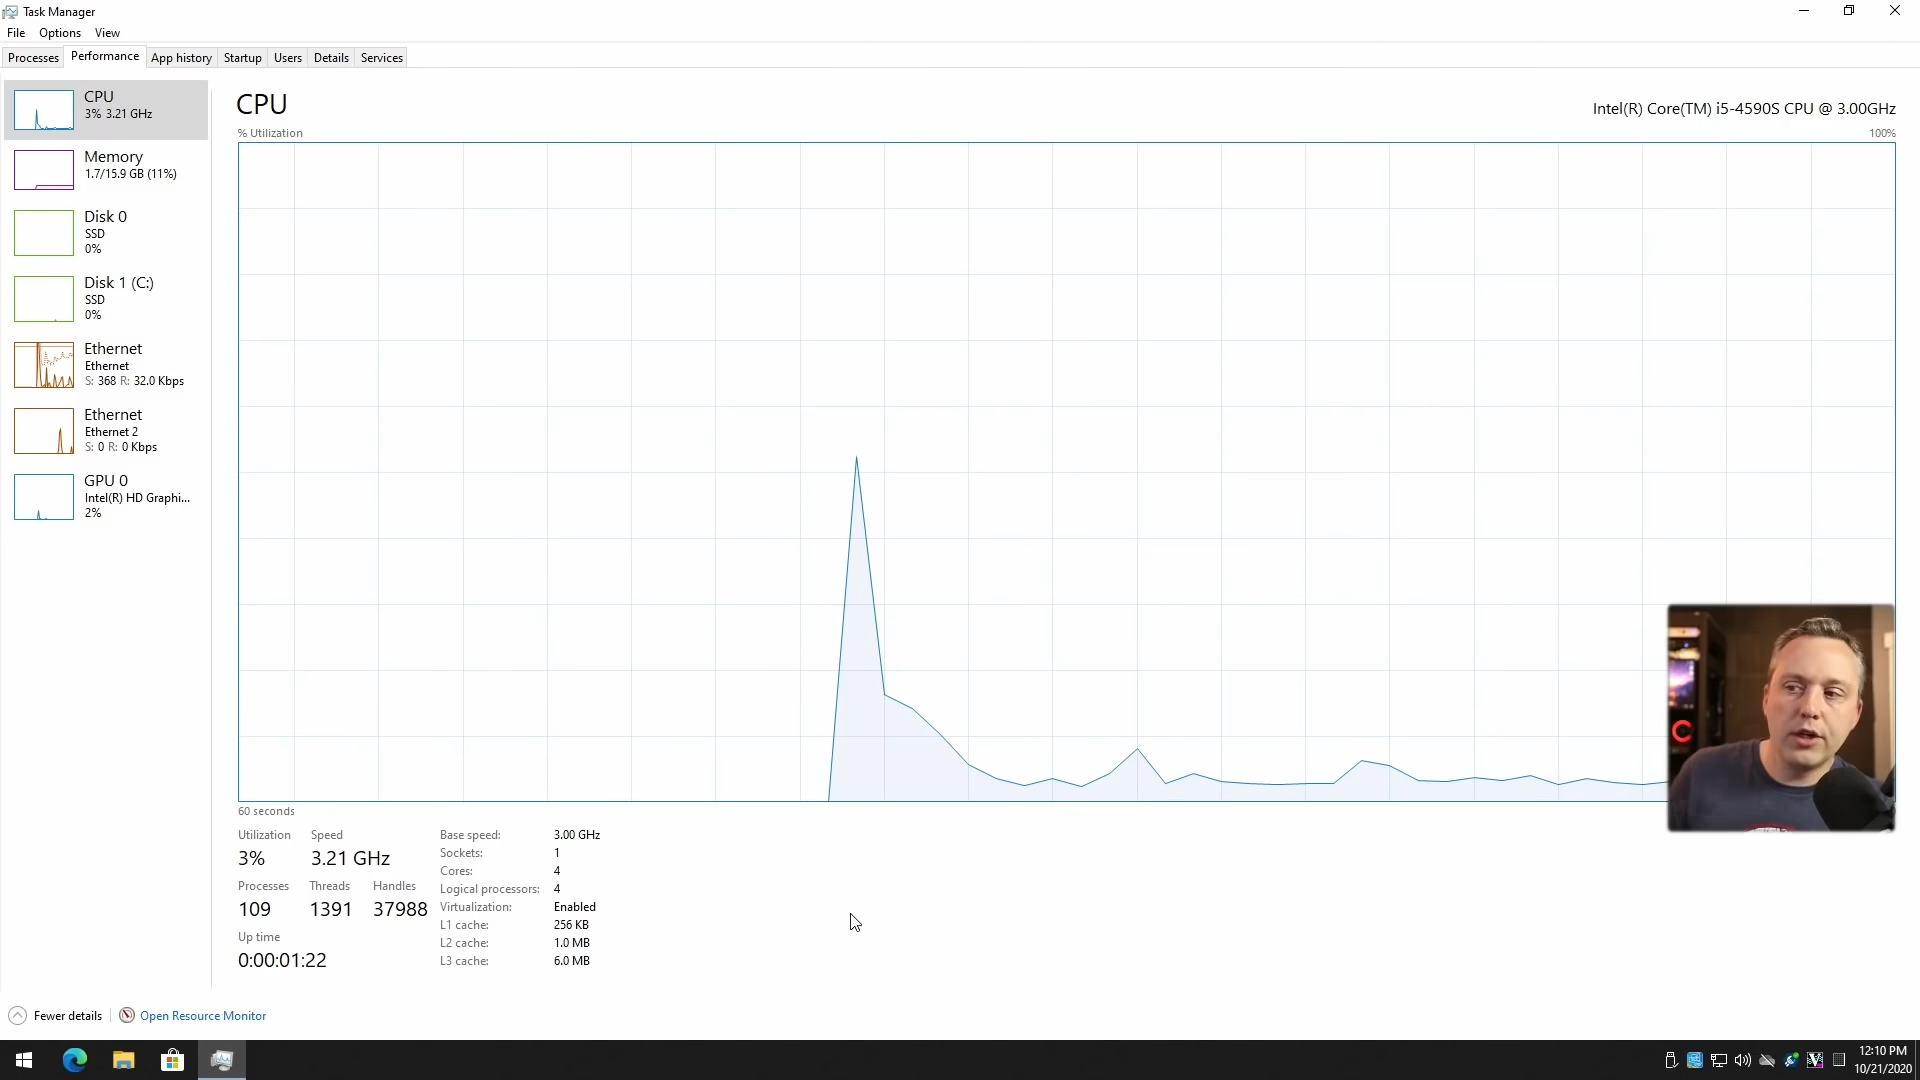 Task Manager
File Options View
Processes Performance App history Startup Users Details Services
CPU
3% 3.21 GHz
Memory
1.7/15.9 GB (11%)
Disk 0
SSD
0%
Disk 1 (C:)
SSD
0%
Ethernet
Ethernet
S: 368 R: 32.0 Kbps
Ethernet
Ethernet 2
S: 0 R: 0 Kbps
GPU 0
Intel(R) HD Graphi...
2%
CPU
Intel(R) Core(TM) i5-4590S CPU @ 3.00GHz
% Utilization
100%
60 seconds
Utilization Speed
3% 3.21 GHz
Processes Threads Handles
109 1391 37988
Up time
0:00:01:22
Base speed: 3.00 GHz
Sockets: 1
Cores: 4
Logical processors: 4
Virtualization: Enabled
L1 cache: 256 KB
L2 cache: 1.0 MB
L3 cache: 6.0 MB
Fewer details
Open Resource Monitor
12:10 PM
10/21/2020